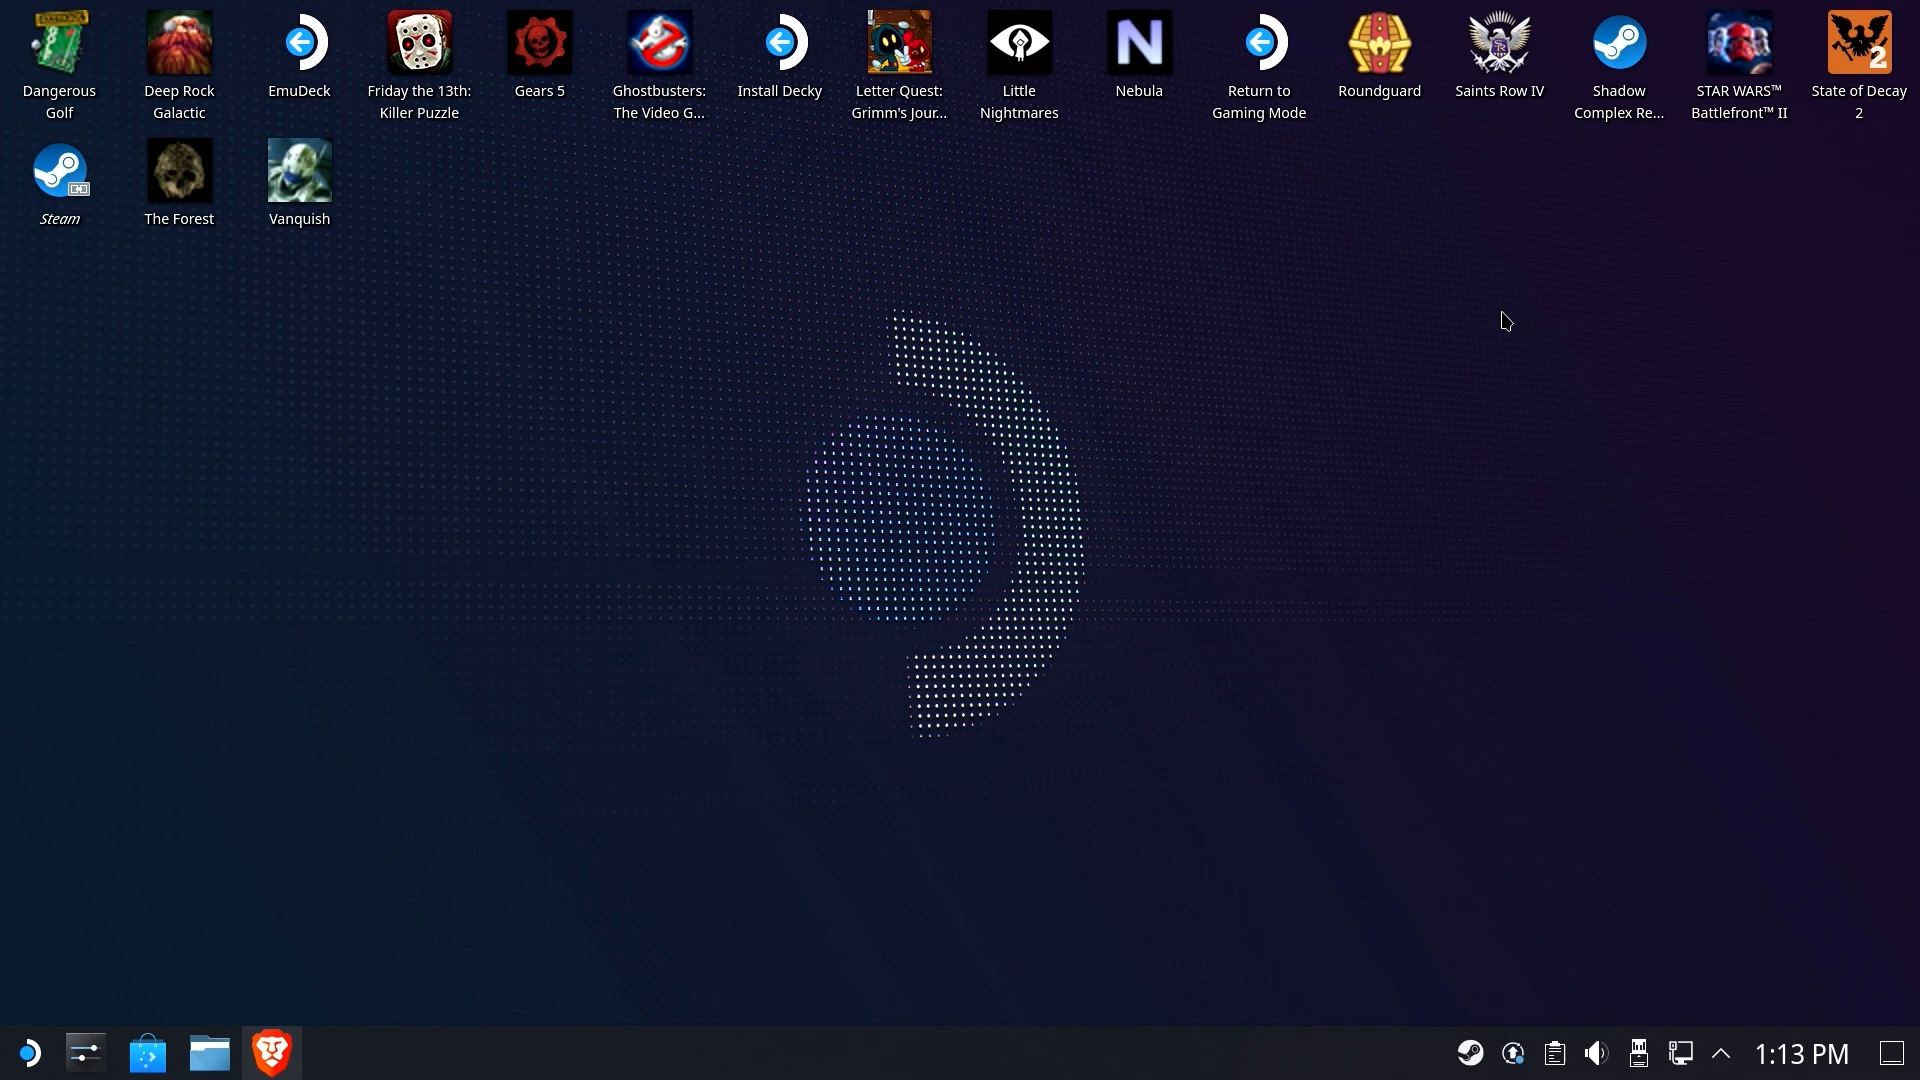 Dangerous
Golf
Deep Rock
Galactic
EmuDeck
Friday the 13th:
Killer Puzzle
Gears 5
Ghostbusters:
The Video G...
Install Decky
Letter Quest:
Grimm's Jour...
Little
Nightmares
N
Nebula
Return to
Gaming Mode
Roundguard
SR
Saints Row IV
Shadow
Complex Re...
STAR WARS™
Battlefront™ II
2
State of Decay
2
Steam
The Forest
Vanquish
1:13 PM